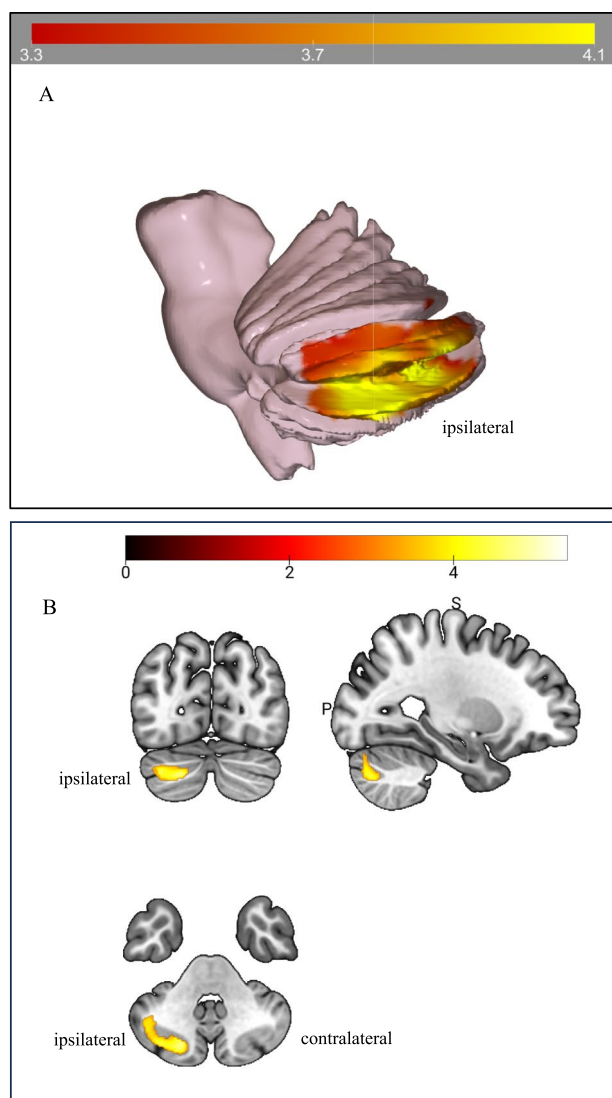 3.3 3.7 4.1
A
ipsilateral
0 2 4
B
S
P
ipsilateral
ipsilateral contralateral